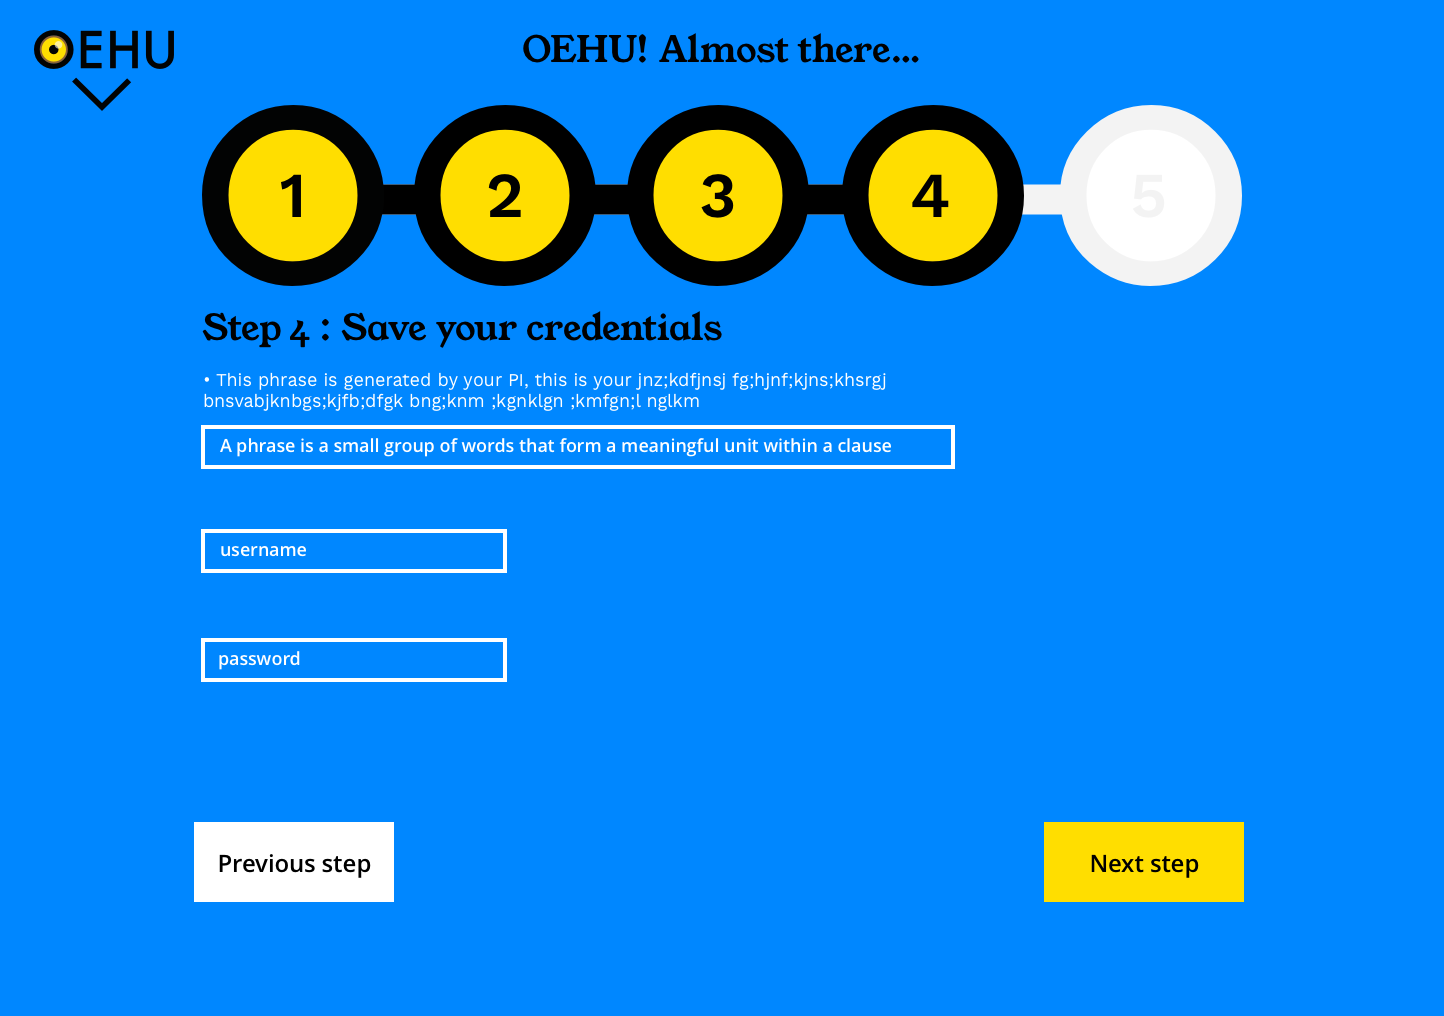 OEHU
OEHU! Almost there...
1 2 3 4 5
Step 4 : Save your credentials
• This phrase is generated by your PI, this is your jnz;kdfjnsj fg;hjnf;kjns;khsrgj
bnsvabjknbgs;kjfb;dfgk bng;knm ;kgnklgn ;kmfgn;l nglkm
A phrase is a small group of words that form a meaningful unit within a clause
username
password
Previous step
Next step